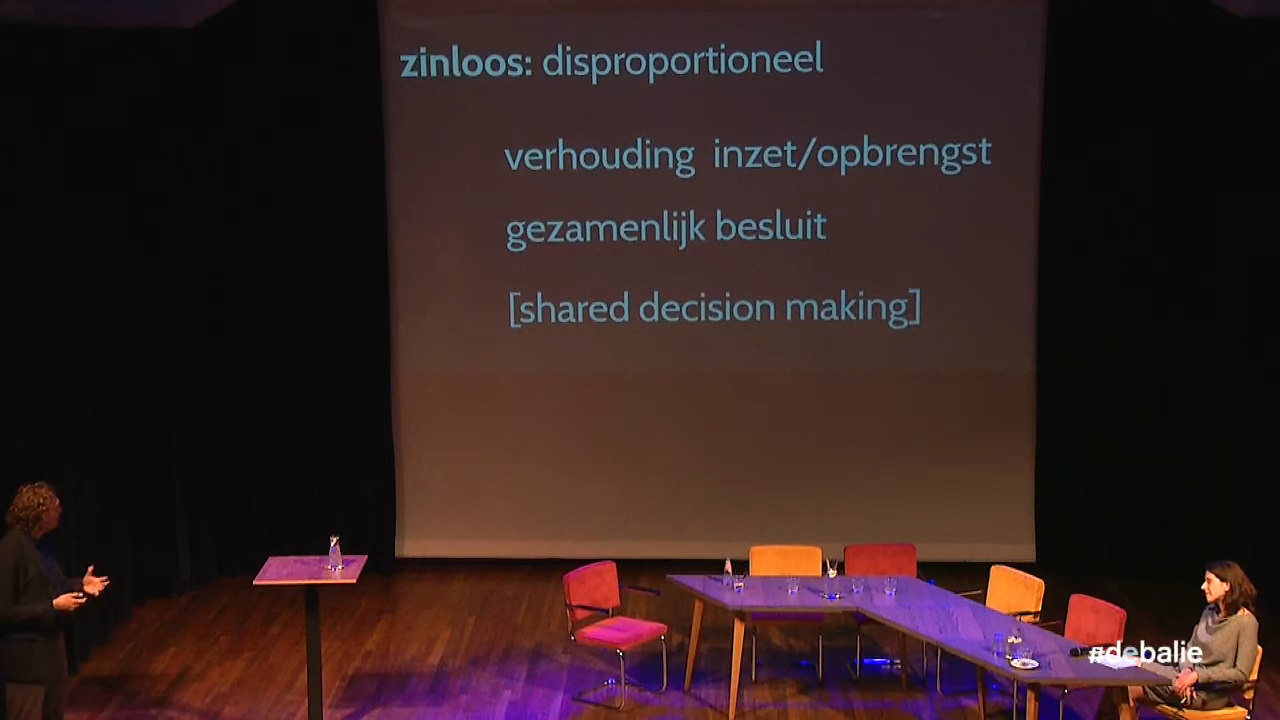 zinloos: disproportioneel
verhouding inzet/opbrengst
gezamenlijk besluit
[shared decision making]
#debalie